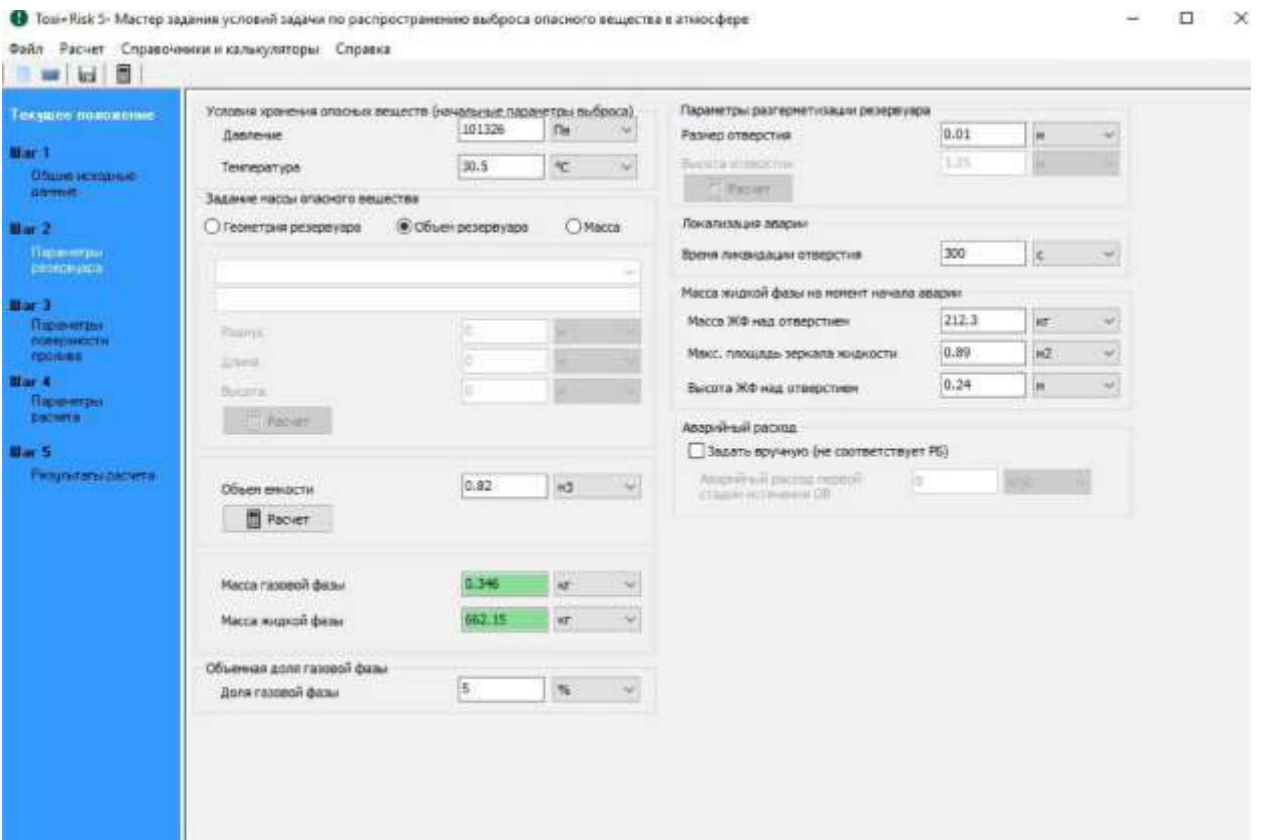 Toxi+Risk 5- Мастер задания условий задачи по распространению выброса опасного вещества в атмосфере
Файл Расчет Справочники и калькуляторы Справка
Текущее положение
Шаг 1
Общие исходные
данные
Шаг 2
Параметры
резервуара
Шаг 3
Параметры
поверхности
пролива
Шаг 4
Параметры
расчета
Шаг 5
Результаты расчета
Условия хранения опасных веществ (начальные параметры выброса)
Давление 101326 Па
Температура 30.5 °C
Задание массы опасного вещества
Геометрия резервуара Объем резервуара Масса
Радиус 0 м
Длина 0 м
Высота 0 м
Расчет
Объем емкости 0.82 м3
Расчет
Масса газовой фазы 0.346 кг
Масса жидкой фазы 662.15 кг
Объемная доля газовой фазы
Доля газовой фазы 5 %
Параметры разгерметизации резервуара
Размер отверстия 0.01 м
Высота отверстия м
Расчет
Локализация аварии
Время ликвидации отверстия 300 с
Масса жидкой фазы на момент начала аварии
Масса ЖФ над отверстием 212.3 кг
Макс. площадь зеркала жидкости 0.89 м2
Высота ЖФ над отверстием 0.24 м
Аварийный расход
Задать вручную (не соответствует РБ)
Аварийный расход первой 0 кг/с
стадии истечения ОВ